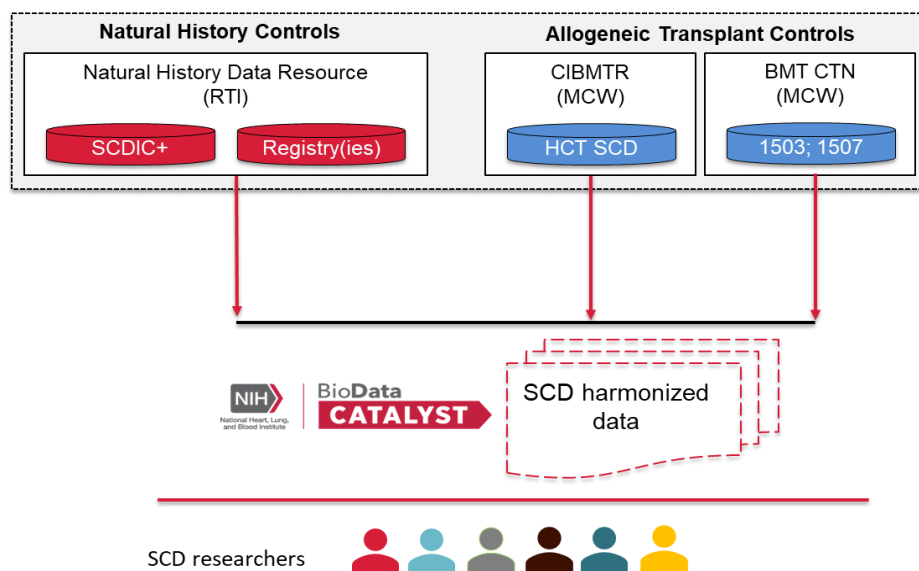 Natural History Controls
Allogeneic Transplant Controls
Natural History Data Resource
(RTI)
SCDIC+
Registry(ies)
CIBMTR
(MCW)
HCT SCD
BMT CTN
(MCW)
1503; 1507
NIH
National Heart, Lung,
and Blood Institute
BioData
CATALYST
SCD harmonized
data
SCD researchers